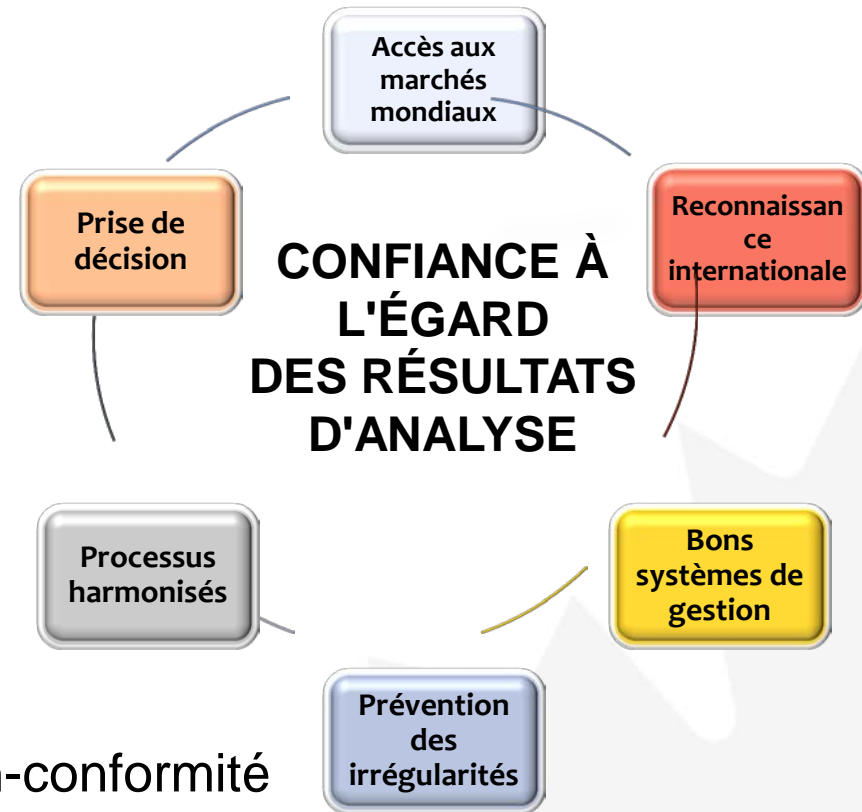 Accès aux
marchés
mondiaux
Prise de
décision
Reconnaissan
ce
internationale
CONFIANCE À
L'ÉGARD
DES RÉSULTATS
D'ANALYSE
Processus
harmonisés
Bons
systèmes de
gestion
Prévention
des
irrégularités
-conformité